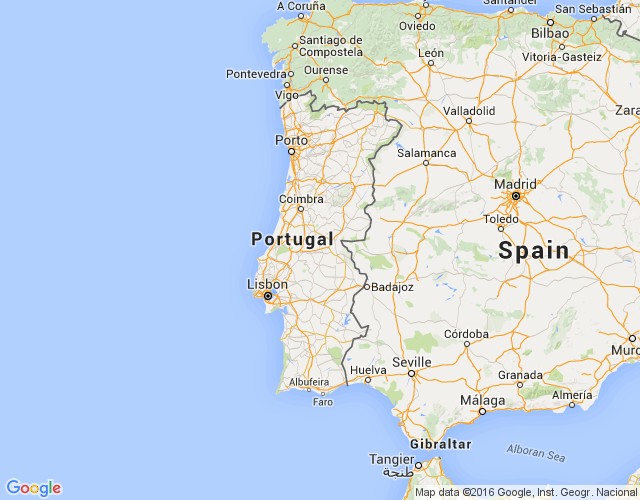 A Coruña
Santander
San Sebastián
Oviedo
Bilbao
Santiago de
Compostela
León
Vitoria-Gasteiz
Pontevedra
Ourense
Vigo
Valladolid
Zara
Porto
Salamanca
Madrid
Coimbra
Toledo
Portugal
Spain
Lisbon
Badajoz
Córdoba
Murc
Seville
Huelva
Granada
Albufeira
Faro
Almería
Málaga
Gibraltar
Alboran Sea
Tangier
طنجة
Google
Map data ©2016 Google, Inst. Geogr. Nacional